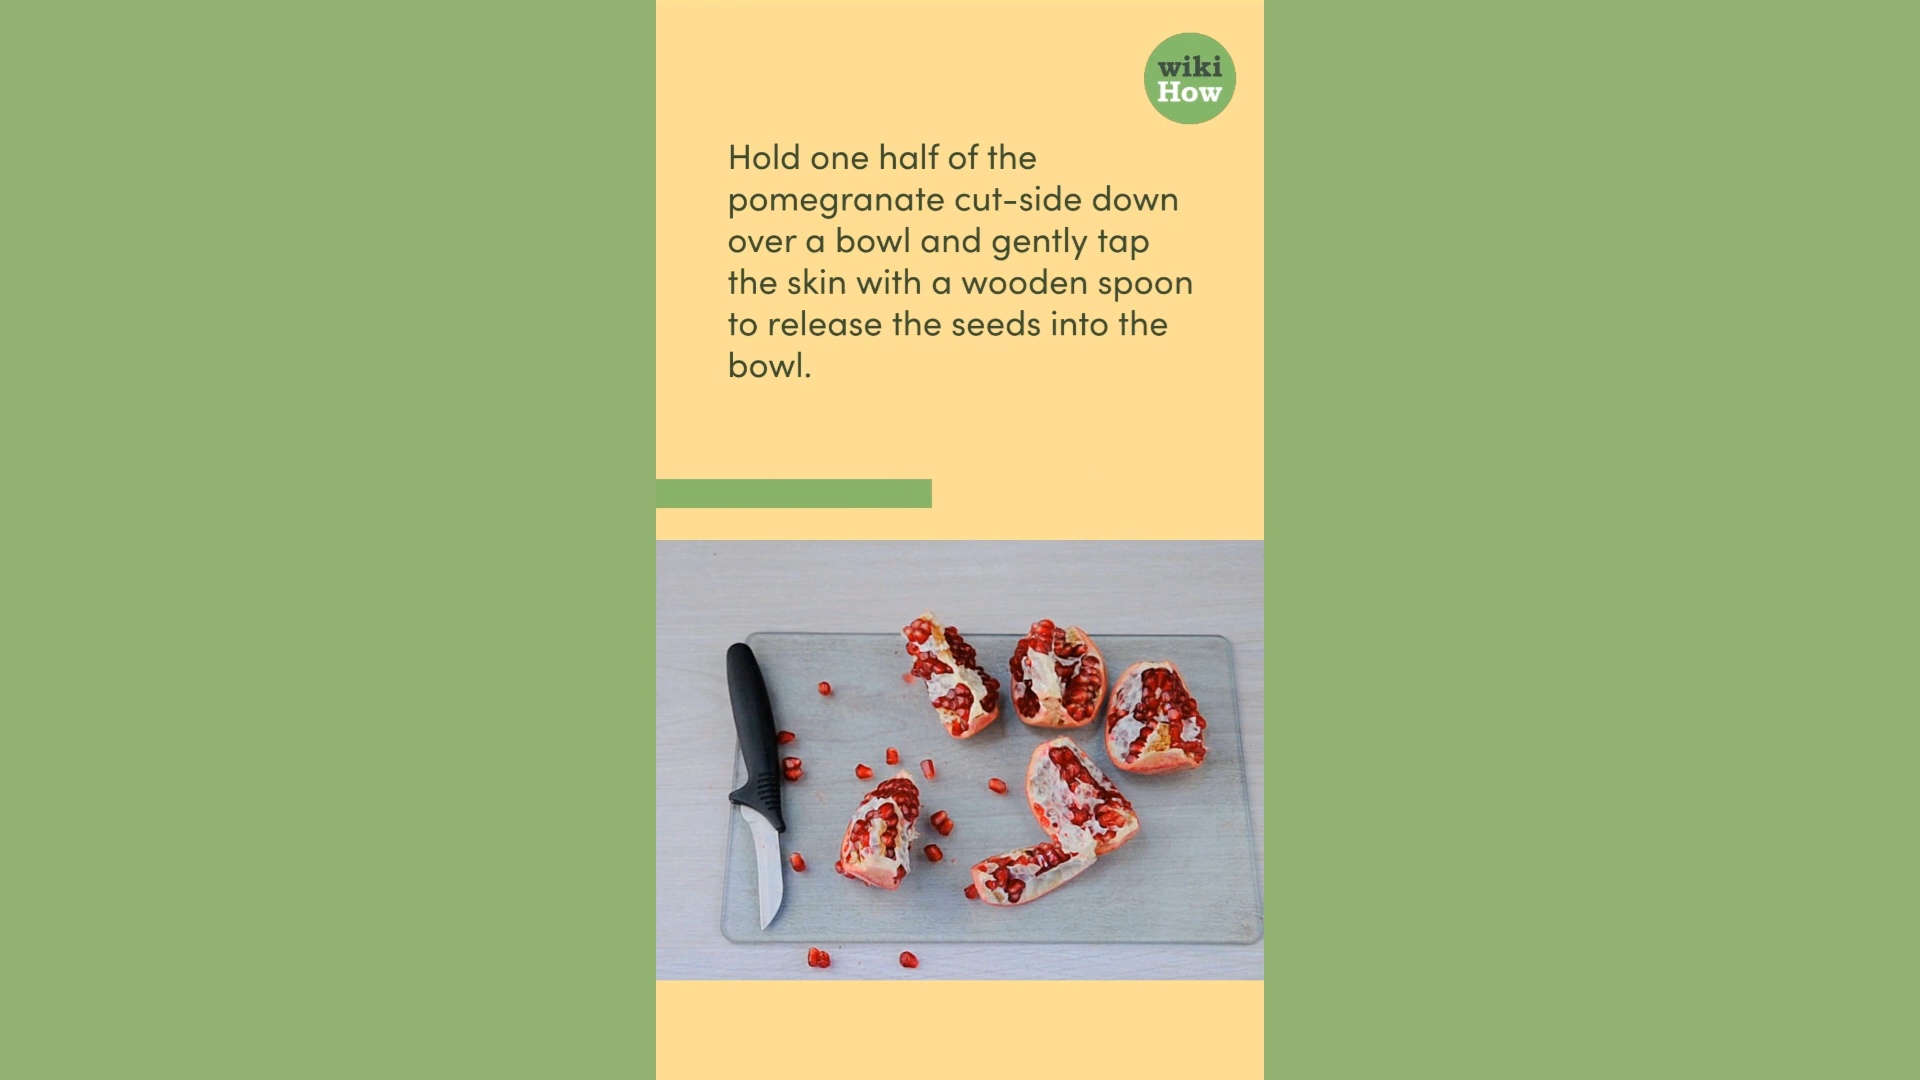 wiki
How
Hold one half of the
pomegranate cut-side down
over a bowl and gently tap
the skin with a wooden spoon
to release the seeds into the
bowl.